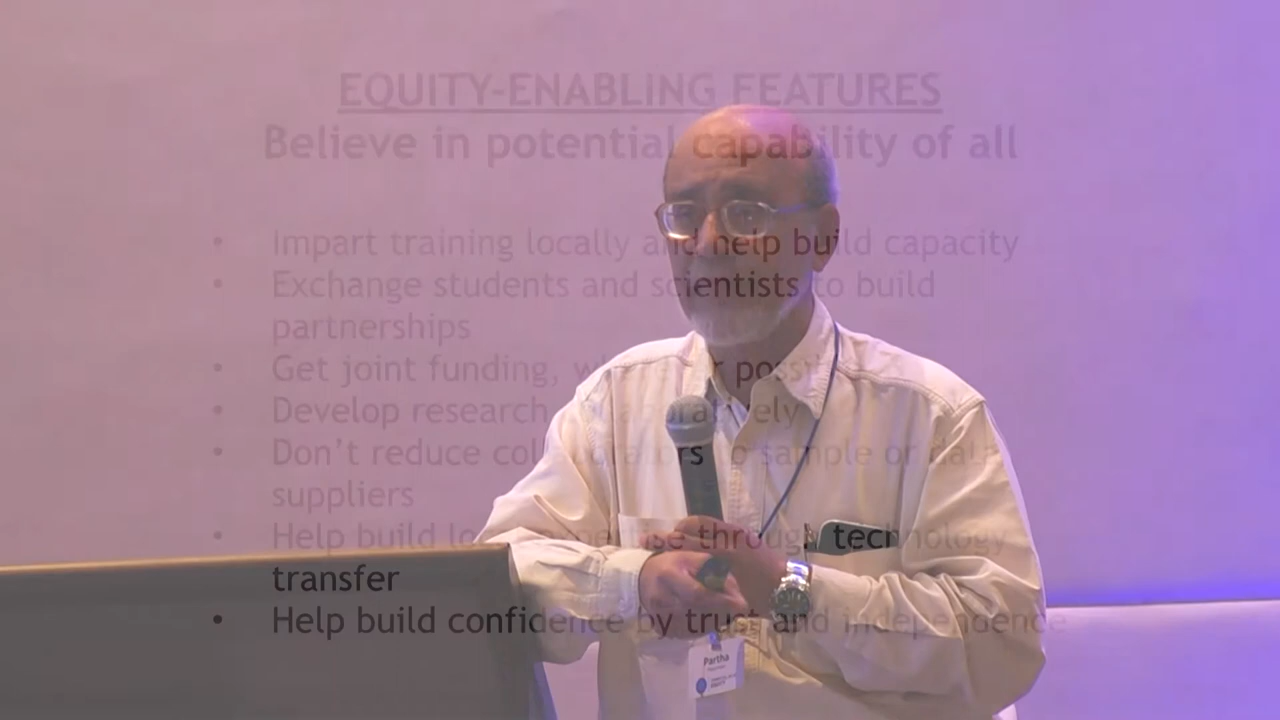 EQUITY-ENABLING FEATURES
Believe in potential capability of all
• Impart training locally and help build capacity
• Exchange students and scientists to build
partnerships
• Get joint funding, wherever possible
• Develop research collaboratively
• Don't reduce collaborators to sample or data
suppliers
• Help build local expertise through technology
transfer
• Help build confidence by trust and independence
Partha